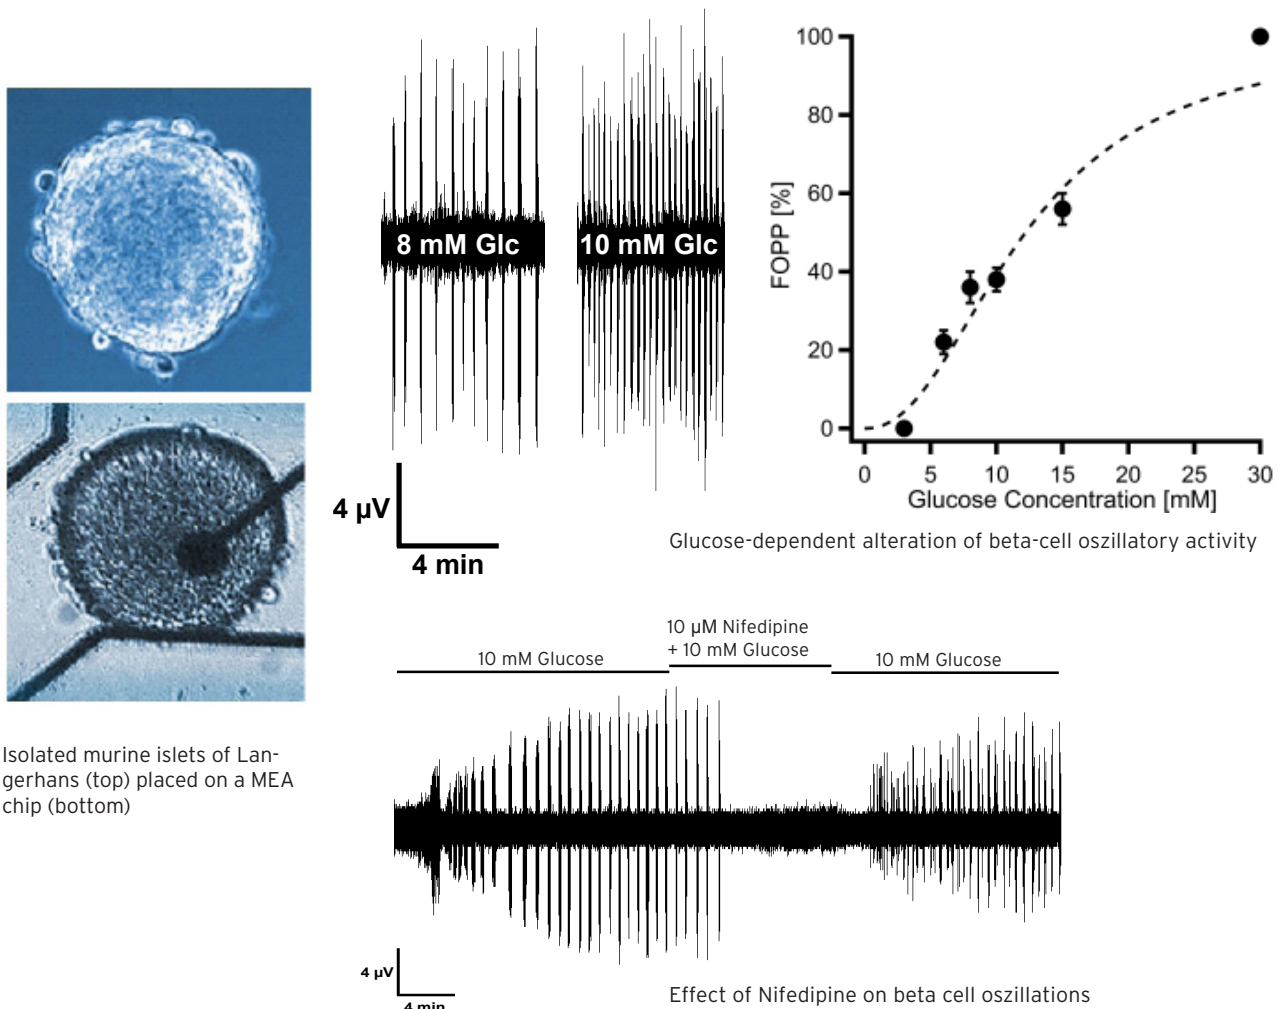 8 mM Glc
10 mM Glc
4 µV
4 min
100
80
60
40
20
0
FOPP [%]
0 5 10 15 20 25 30
Glucose Concentration [mM]
Glucose-dependent alteration of beta-cell oszillatory activity
Isolated murine islets of Lan-
gerhans (top) placed on a MEA
chip (bottom)
10 mM Glucose
10 µM Nifedipine
+ 10 mM Glucose
10 mM Glucose
4 µV
4 min
Effect of Nifedipine on beta cell oszillations